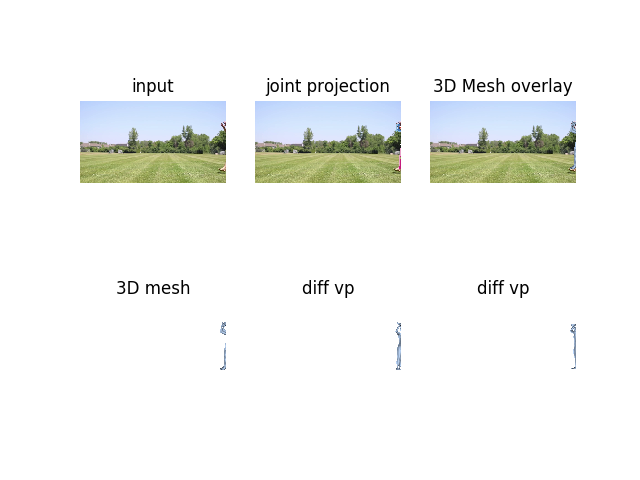 input
joint projection
3D Mesh overlay
3D mesh
diff vp
diff vp